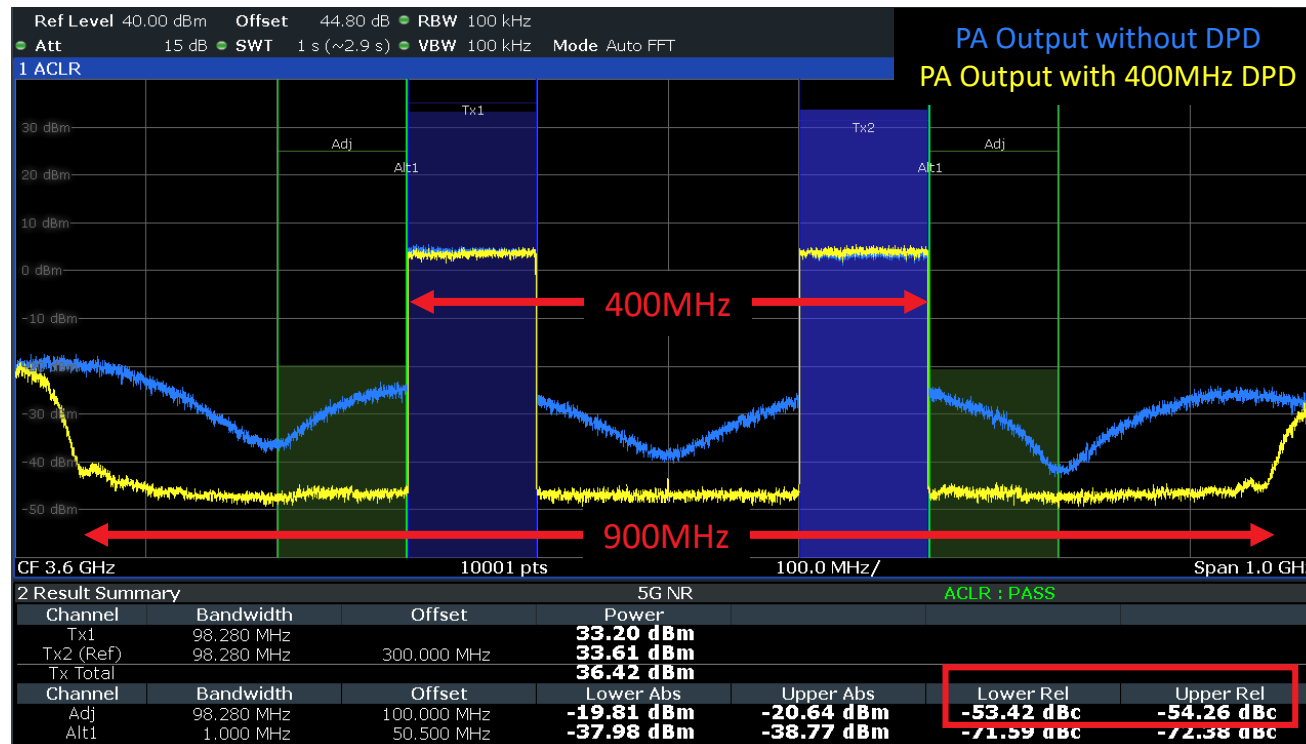 Ref Level 40.00 dBm Offset 44.80 dB RBW 100 kHz
Att 15 dB SWT 1 s (~2.9 s) VBW 100 kHz Mode Auto FFT
PA Output without DPD
PA Output with 400MHz DPD
1 ACLR
Tx1
30 dBm
Tx2
Adj
Adj
Alt1
Alt1
20 dBm
10 dBm
0 dBm
400MHz
-10 dBm
-30 dBm
-40 dBm
-50 dBm
900MHz
CF 3.6 GHz 10001 pts 100.0 MHz/ Span 1.0 GH
2 Result Summary 5G NR ACLR : PASS
Channel Bandwidth Offset Power
Tx1 98.280 MHz 33.20 dBm
Tx2 (Ref) 98.280 MHz 300.000 MHz 33.61 dBm
Tx Total 36.42 dBm
Channel Bandwidth Offset Lower Abs Upper Abs Lower Rel Upper Rel
Adj 98.280 MHz 100.000 MHz -19.81 dBm -20.64 dBm -53.42 dBc -54.26 dBc
Alt1 1.000 MHz 50.500 MHz -37.98 dBm -38.77 dBm -71.59 dBc -72.38 dBc